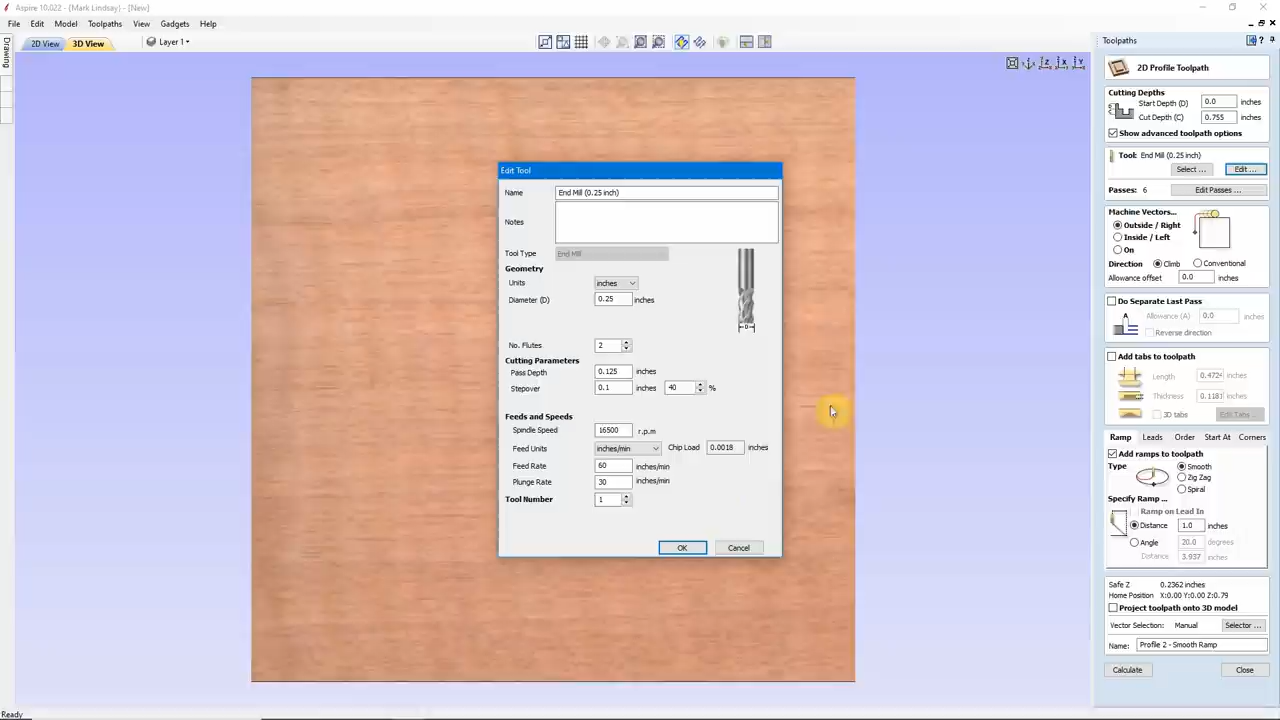 Aspire 10.022 - {Mark Lindsay} - [New]
File Edit Model Toolpaths View Gadgets Help
Drawing
2D View 3D View Layer 1
Z X Y
Edit Tool
Name End Mill (0.25 inch)
Notes
Tool Type End Mill
Geometry
Units inches
Diameter (D) 0.25 inches
D
No. Flutes 2
Cutting Parameters
Pass Depth 0.125 inches
Stepover 0.1 inches 40 %
Feeds and Speeds
Spindle Speed 16500 r.p.m
Feed Units inches/min Chip Load 0.0018 inches
Feed Rate 60 inches/min
Plunge Rate 30 inches/min
Tool Number 1
OK Cancel
Toolpaths
2D Profile Toolpath
Cutting Depths
Start Depth (D) 0.0 inches
Cut Depth (C) 0.755 inches
Show advanced toolpath options
Tool: End Mill (0.25 inch)
Select ... Edit ...
Passes: 6 Edit Passes ...
Machine Vectors...
Outside / Right
Inside / Left
On
Direction Climb Conventional
Allowance offset 0.0 inches
Do Separate Last Pass
Allowance (A) 0.0 inches
Reverse direction
Add tabs to toolpath
Length 0.4724 inches
Thickness 0.1181 inches
3D tabs Edit Tabs ...
Ramp Leads Order Start At Corners
Add ramps to toolpath
Type Smooth
Zig Zag
Spiral
Specify Ramp ...
Ramp on Lead In
Distance 1.0 inches
Angle 20.0 degrees
Distance 3.937 inches
Safe Z 0.2362 inches
Home Position X:0.00 Y:0.00 Z:0.79
Project toolpath onto 3D model
Vector Selection: Manual Selector ...
Name: Profile 2 - Smooth Ramp
Calculate Close
Ready